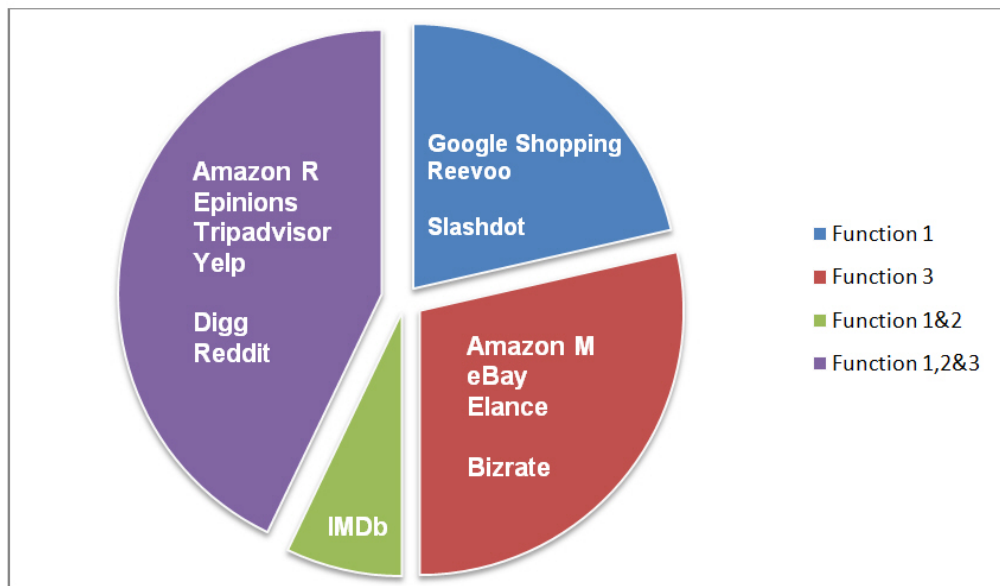 Google Shopping
Reevoo
Slashdot
Amazon R
Epinions
Tripadvisor
Yelp
Digg
Reddit
Amazon M
eBay
Elance
Bizrate
IMDb
Function 1
Function 3
Function 1&2
Function 1,2&3